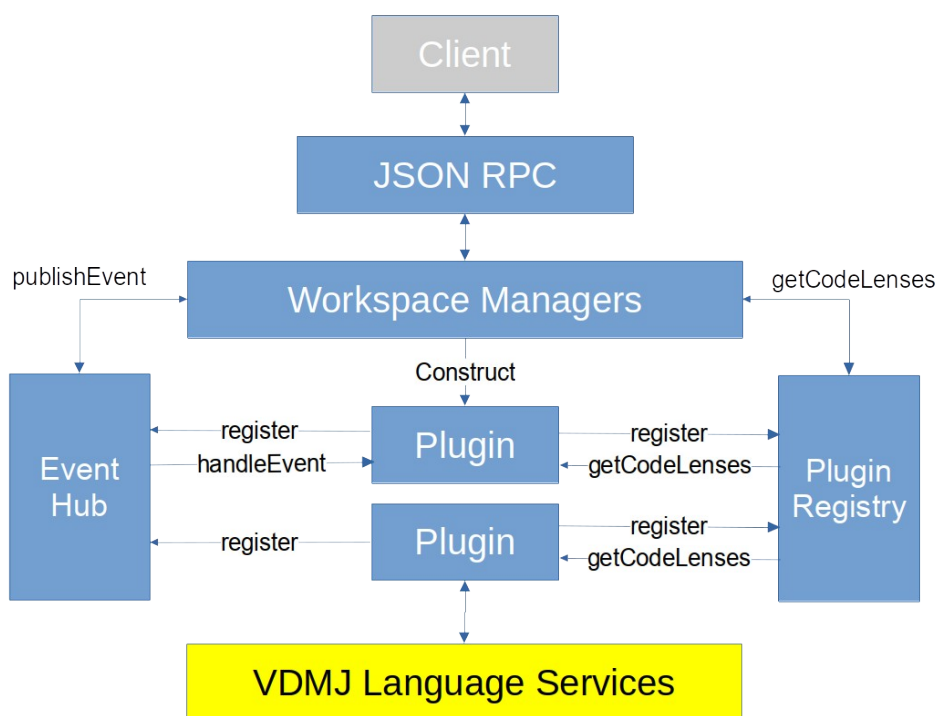 Client
JSON RPC
publishEvent
getCodeLenses
Workspace Managers
Construct
register
Plugin
register
handleEvent
getCodeLenses
Event
Hub
Plugin
Registry
register
Plugin
register
getCodeLenses
VDMJ Language Services